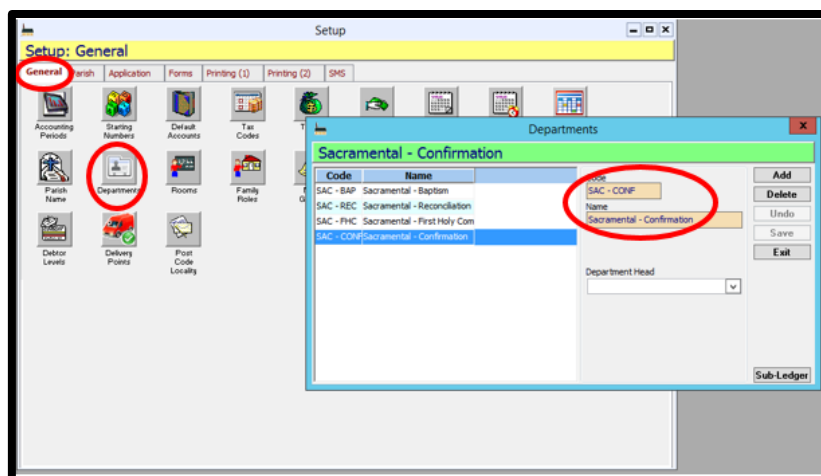 Setup
Setup: General
General Parish Application Forms Printing (1) Printing (2) SMS
Accounting Periods
Starting Numbers
Default Accounts
Tax Codes
Parish Name
Departments
Rooms
Family Roles
Debtor Levels
Delivery Points
Post Code Locality
Departments
Sacramental - Confirmation
Code Name
SAC - BAP Sacramental - Baptism
SAC - REC Sacramental - Reconciliation
SAC - FHC Sacramental - First Holy Com
SAC - CONF Sacramental - Confirmation
Code
SAC - CONF
Name
Sacramental - Confirmation
Department Head
Add
Delete
Undo
Save
Exit
Sub-Ledger